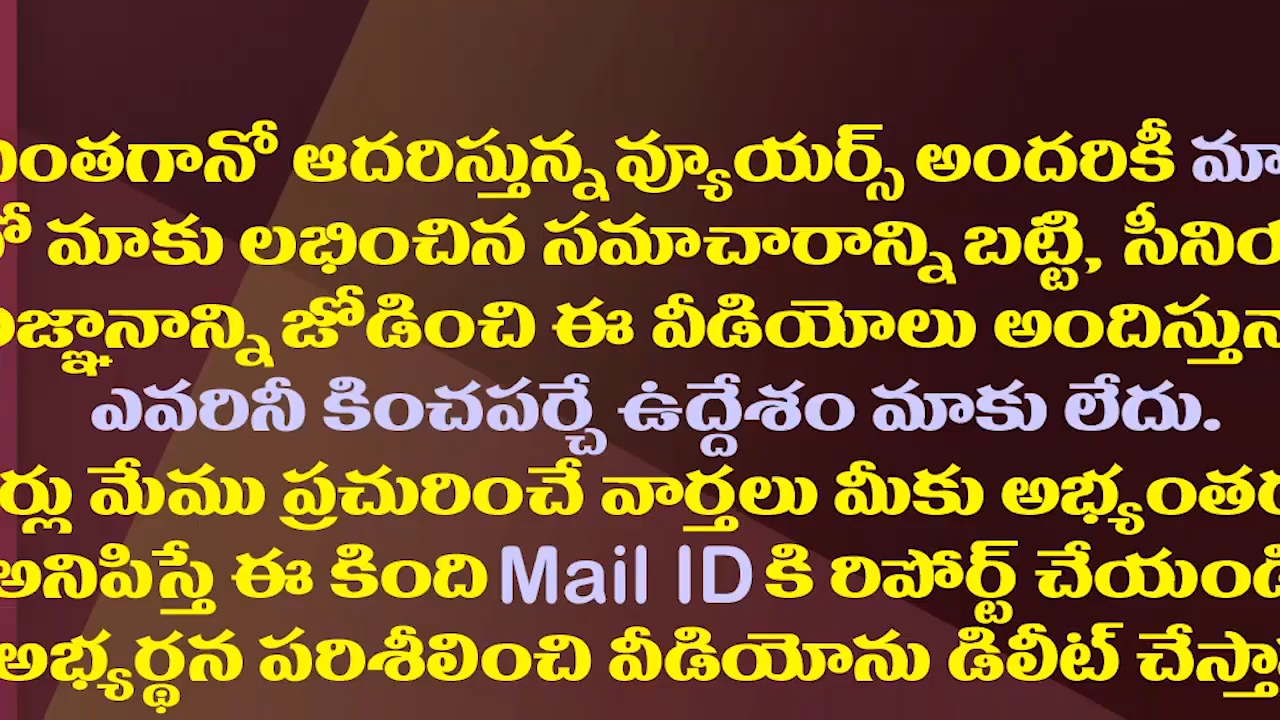 ఎంతగానో ఆదరిస్తున్న వ్యూయర్స్ అందరికీ మా
మాకు లభించిన సమాచారాన్ని బట్టి, సీనియ
జ్ఞానాన్ని జోడించి ఈ వీడియోలు అందిస్తున్నా
ఎవరినీ కించపర్చే ఉద్దేశం మాకు లేదు.
ర్లు మేము ప్రచురించే వార్తలు మీకు అభ్యంతర
అనిపిస్తే ఈ కింది Mail ID కి రిపోర్ట్ చేయండి
అభ్యర్థన పరిశీలించి వీడియోను డిలీట్ చేస్తా